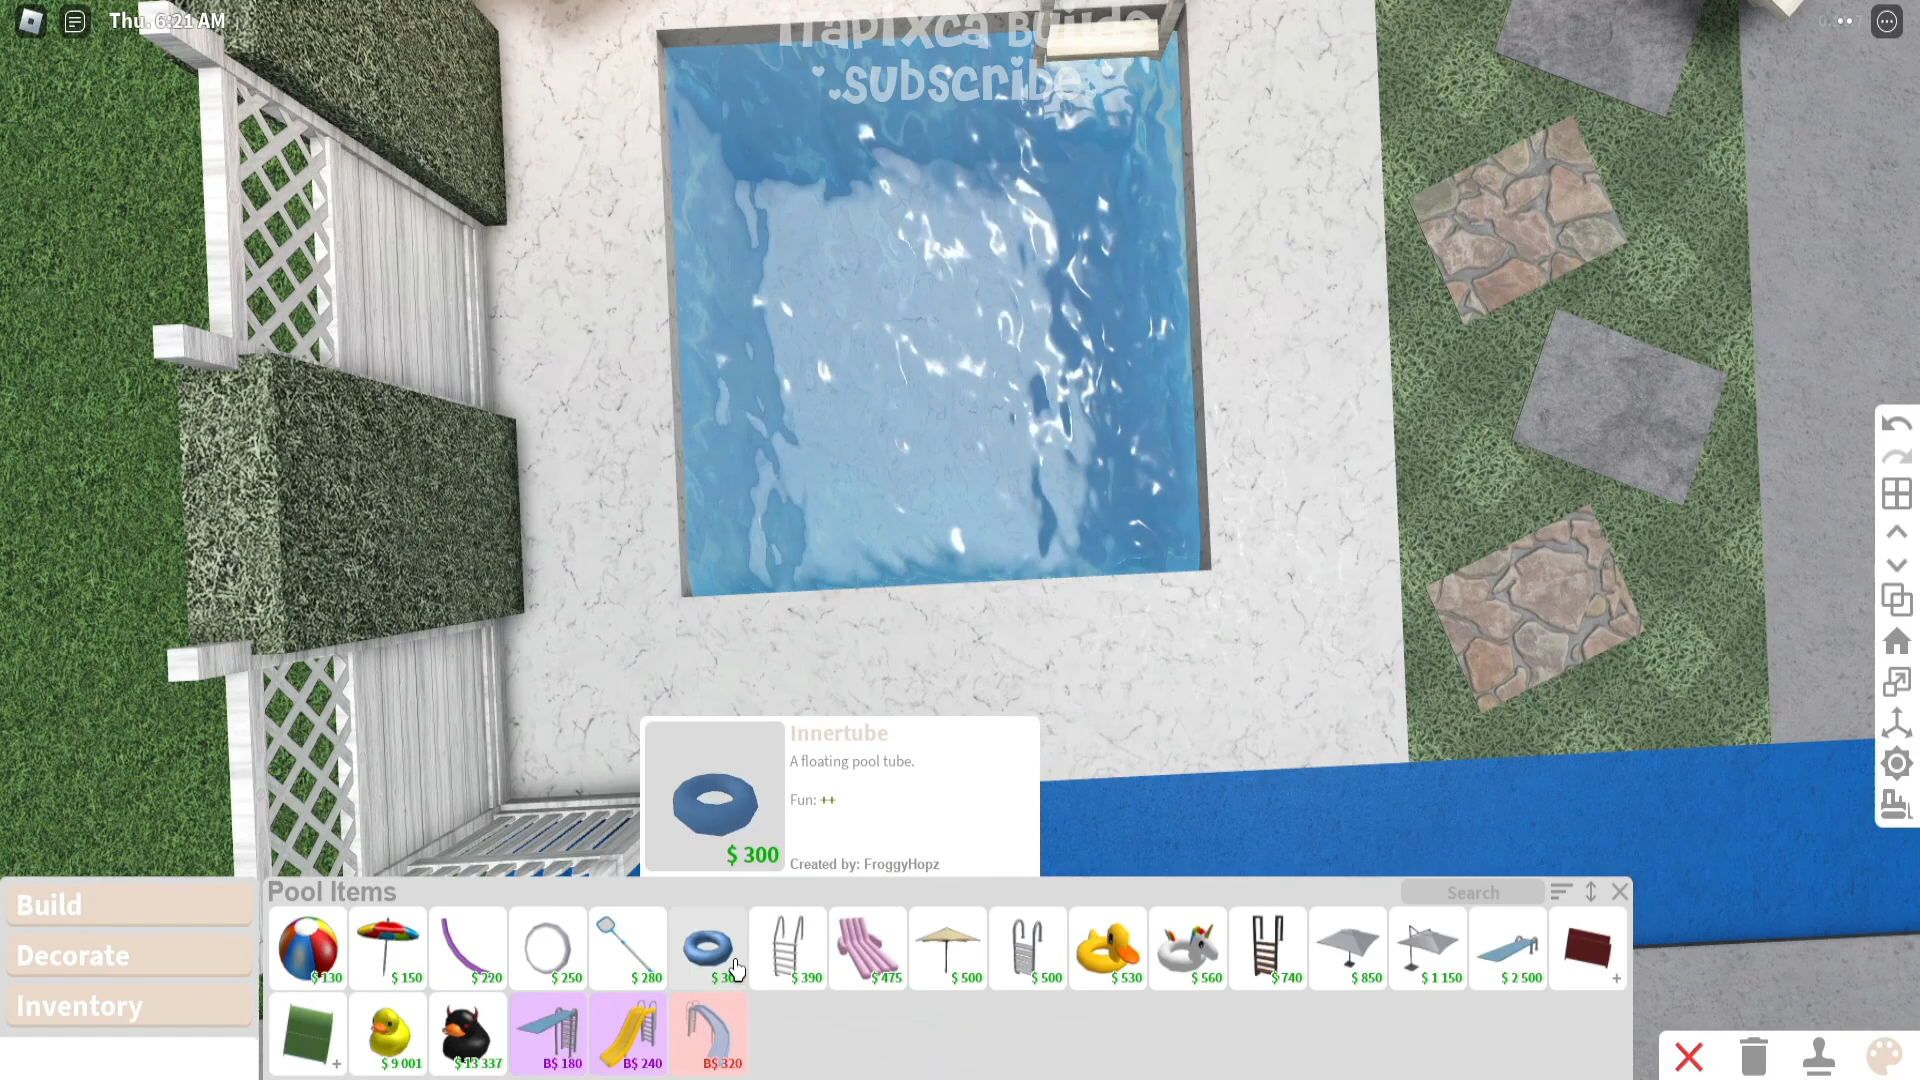 Thu. 6:21 AM
iTapixca Builds
subscribe
Innertube
A floating pool tube.
Fun: ++
$ 300
Created by: FroggyHopz
Build
Decorate
Inventory
Pool Items
Search
$ 130
$ 150
$ 220
$ 250
$ 280
$ 390
$ 475
$ 500
$ 500
$ 530
$ 560
$ 740
$ 850
$ 1 150
$ 2 500
+
+
$ 9 001
$ 13 337
B$ 180
B$ 240
B$ 320